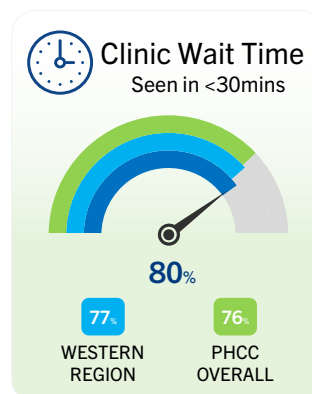 Clinic Wait Time
Seen in <30mins
80%
77%
76%
WESTERN
REGION
PHCC
OVERALL